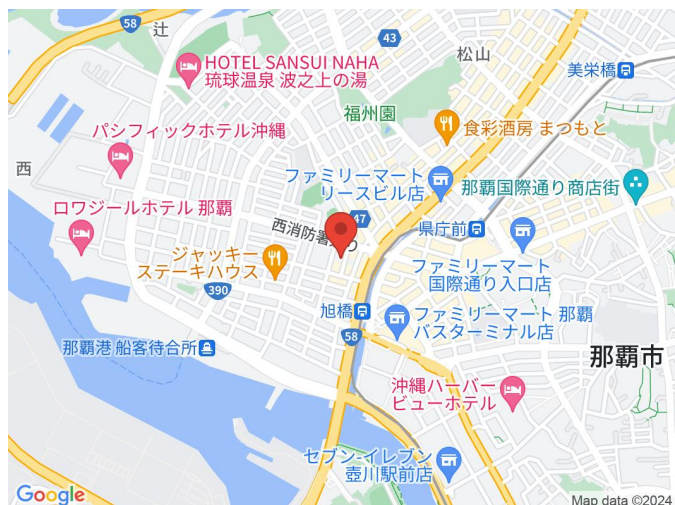 58
辻
43
松山
HOTEL SANSUI NAHA
琉球温泉 波之上の湯
美栄橋
福州園
食彩酒房 まつもと
パシフィックホテル沖縄
西
ファミリーマート
リースビル店
那覇国際通り商店街
ロワジールホテル 那覇
47
西消防署通り
県庁前
ジャッキー
ステーキハウス
ファミリーマート
国際通り入口店
390
旭橋
ファミリーマート 那覇
バスターミナル店
58
那覇港 船客待合所
那覇市
沖縄ハーバー
ビューホテル
セブン-イレブン
壺川駅前店
Google
Map data ©2024